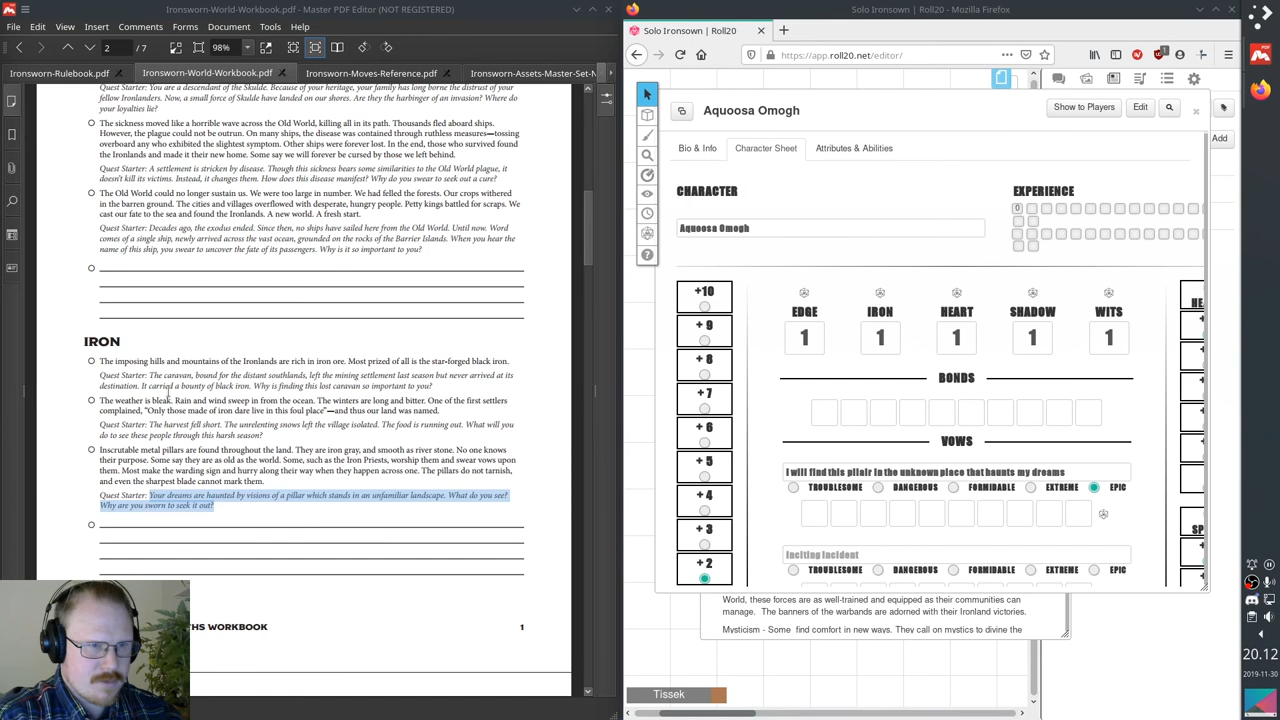 Ironsworn-World-Workbook.pdf - Master PDF Editor (NOT REGISTERED)
File Edit View Insert Comments Forms Document Tools Help
2 / 7 98%
Ironsworn-Rulebook.pdf Ironsworn-World-Workbook.pdf Ironsworn-Moves-Reference.pdf Ironsworn-Assets-Master-Set-N
Quest Starter: You are a descendant of the Skulde. Because of your heritage, your family has long borne the distrust of your
fellow Ironlanders. Now, a small force of Skulde have landed on our shores. Are they the harbinger of an invasion? Where do
your loyalties lie?
The sickness moved like a horrible wave across the Old World, killing all in its path. Thousands fled aboard ships.
However, the plague could not be outrun. On many ships, the disease was contained through ruthless measures—tossing
overboard any who exhibited the slightest symptom. Other ships were forever lost. In the end, those who survived found
the Ironlands and made it their new home. Some say we will forever be cursed by those we left behind.
Quest Starter: A settlement is stricken by disease. Though this sickness bears some similarities to the Old World plague, it
doesn't kill its victims. Instead, it changes them. How does this disease manifest? Why do you swear to seek out a cure?
The Old World could no longer sustain us. We were too large in number. We had felled the forests. Our crops withered
in the barren ground. The cities and villages overflowed with desperate, hungry people. Petty kings battled for scraps. We
cast our fate to the sea and found the Ironlands. A new world. A fresh start.
Quest Starter: Decades ago, the exodus ended. Since then, no ships have sailed here from the Old World. Until now. Word
comes of a single ship, newly arrived across the vast ocean, grounded on the rocks of the Barrier Islands. When you hear the
name of this ship, you swear to uncover the fate of its passengers. Why is it so important to you?
IRON
The imposing hills and mountains of the Ironlands are rich in iron ore. Most prized of all is the star-forged black iron.
Quest Starter: The caravan, bound for the distant southlands, left the mining settlement last season but never arrived at its
destination. It carried a bounty of black iron. Why is finding this lost caravan so important to you?
The weather is bleak. Rain and wind sweep in from the ocean. The winters are long and bitter. One of the first settlers
complained, “Only those made of iron dare live in this foul place”—and thus our land was named.
Quest Starter: The harvest fell short. The unrelenting snows left the village isolated. The food is running out. What will you
do to see these people through this harsh season?
Inscrutable metal pillars are found throughout the land. They are iron gray, and smooth as river stone. No one knows
their purpose. Some say they are old as the world. Some, such as the Iron Priests, worship them and swear vows upon
them. Most make the warding sign and hurry along their way when they happen across one. The pillars do not tarnish,
and even the sharpest blade cannot mark them.
Quest Starter: Your dreams are haunted by visions of a pillar which stands in an unfamiliar landscape. What do you see?
Why are you sworn to seek it out?
THS WORKBOOK 1
Solo Ironsown | Roll20 - Mozilla Firefox
Solo Ironsown | Roll20
https://app.roll20.net/editor/
1
Aquoosa Omogh
Show to Players Edit
Add
Bio & Info Character Sheet Attributes & Abilities
CHARACTER
Aquoosa Omogh
EXPERIENCE
0
+10
+ 9
+ 8
+ 7
+ 6
+ 5
+ 4
+ 3
+ 2
EDGE IRON HEART SHADOW WITS
1 1 1 1 1
BONDS
VOWS
I will find this pilair in the unknown place that haunts my dreams
TROUBLESOME DANGEROUS FORMIDABLE EXTREME EPIC
Inciting Incident
TROUBLESOME DANGEROUS FORMIDABLE EXTREME EPIC
HE
SP
World, these forces are as well-trained and equipped as their communities can
manage. The banners of the warbands are adorned with their Ironland victories.
Mysticism - Some find comfort in new ways. They call on mystics to divine the
Tissek
20.12
2019-11-30